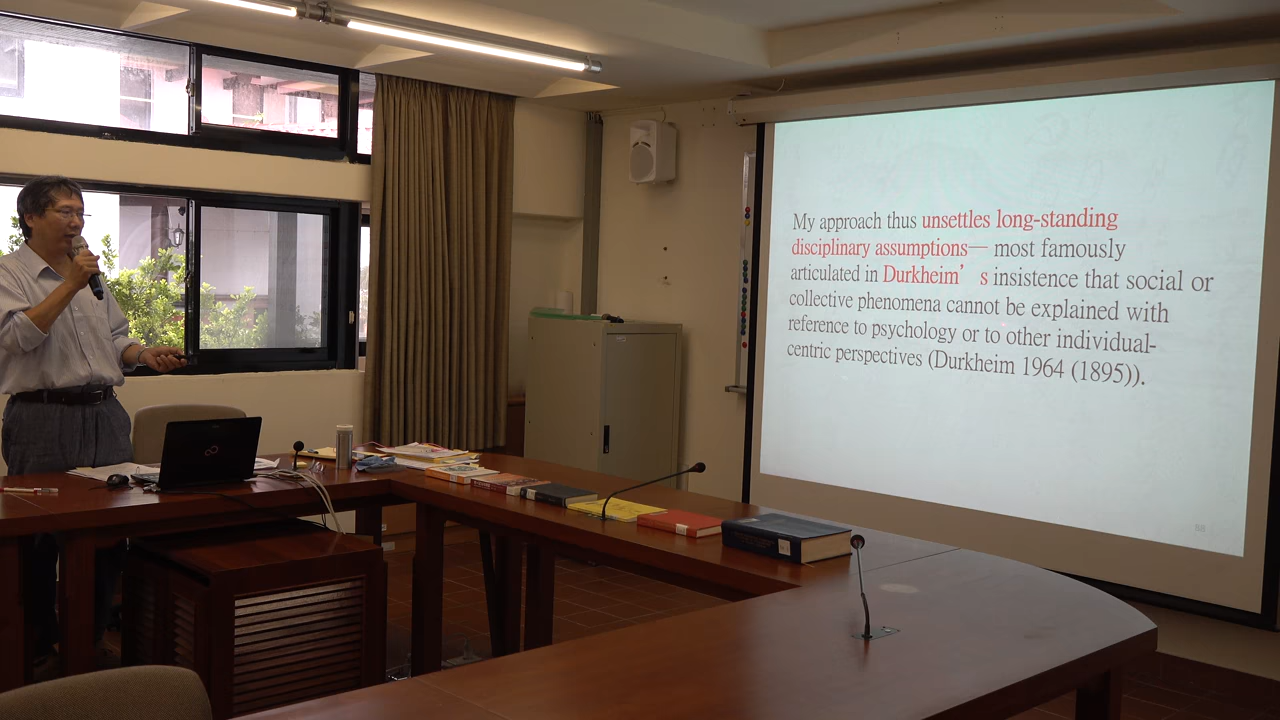 My approach thus unsettles long-standing
disciplinary assumptions— most famously
articulated in Durkheim’ s insistence that social or
collective phenomena cannot be explained with
reference to psychology or to other individual-
centric perspectives (Durkheim 1964 (1895)).